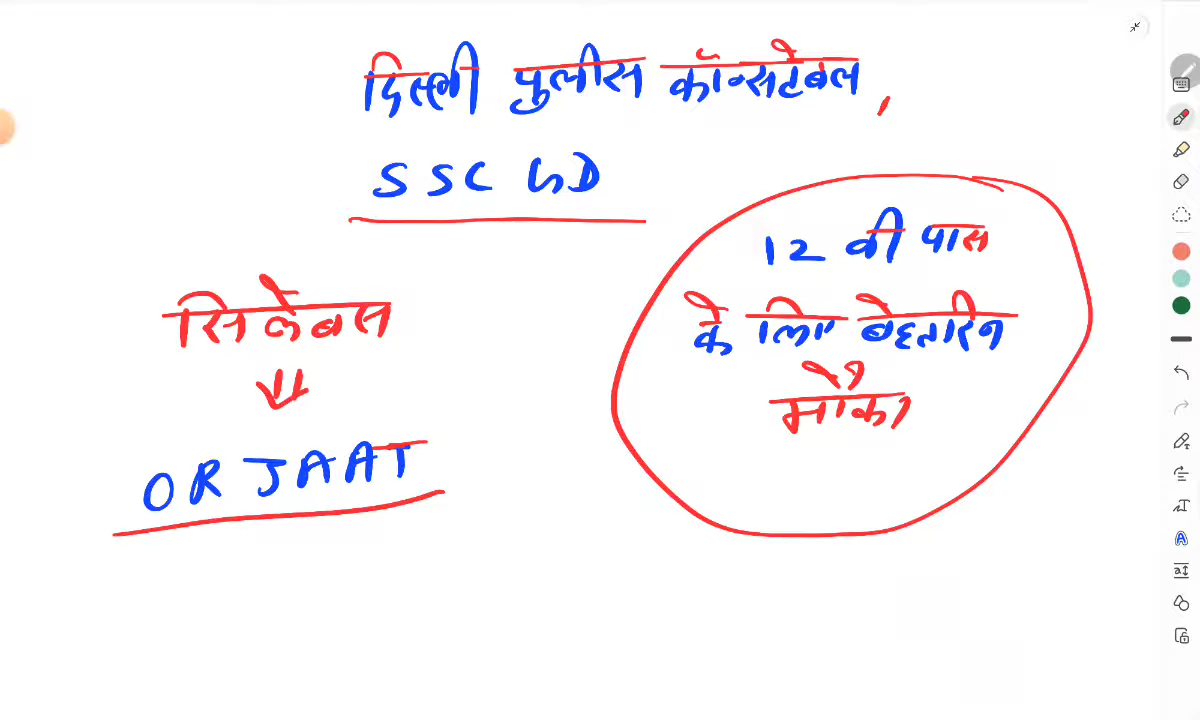 दिल्ली पुलीस कॉन्सटेबल,
SSC GD
12 वी पास
के लिए बेहतरिन
मौका
सिलेबस
OR JAAT